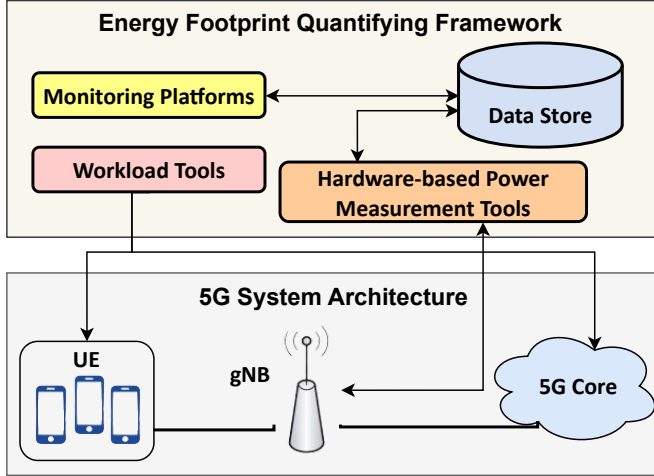 Energy Footprint Quantifying Framework
Monitoring Platforms
Data Store
Workload Tools
Hardware-based Power
Measurement Tools
5G System Architecture
UE
gNB
5G Core